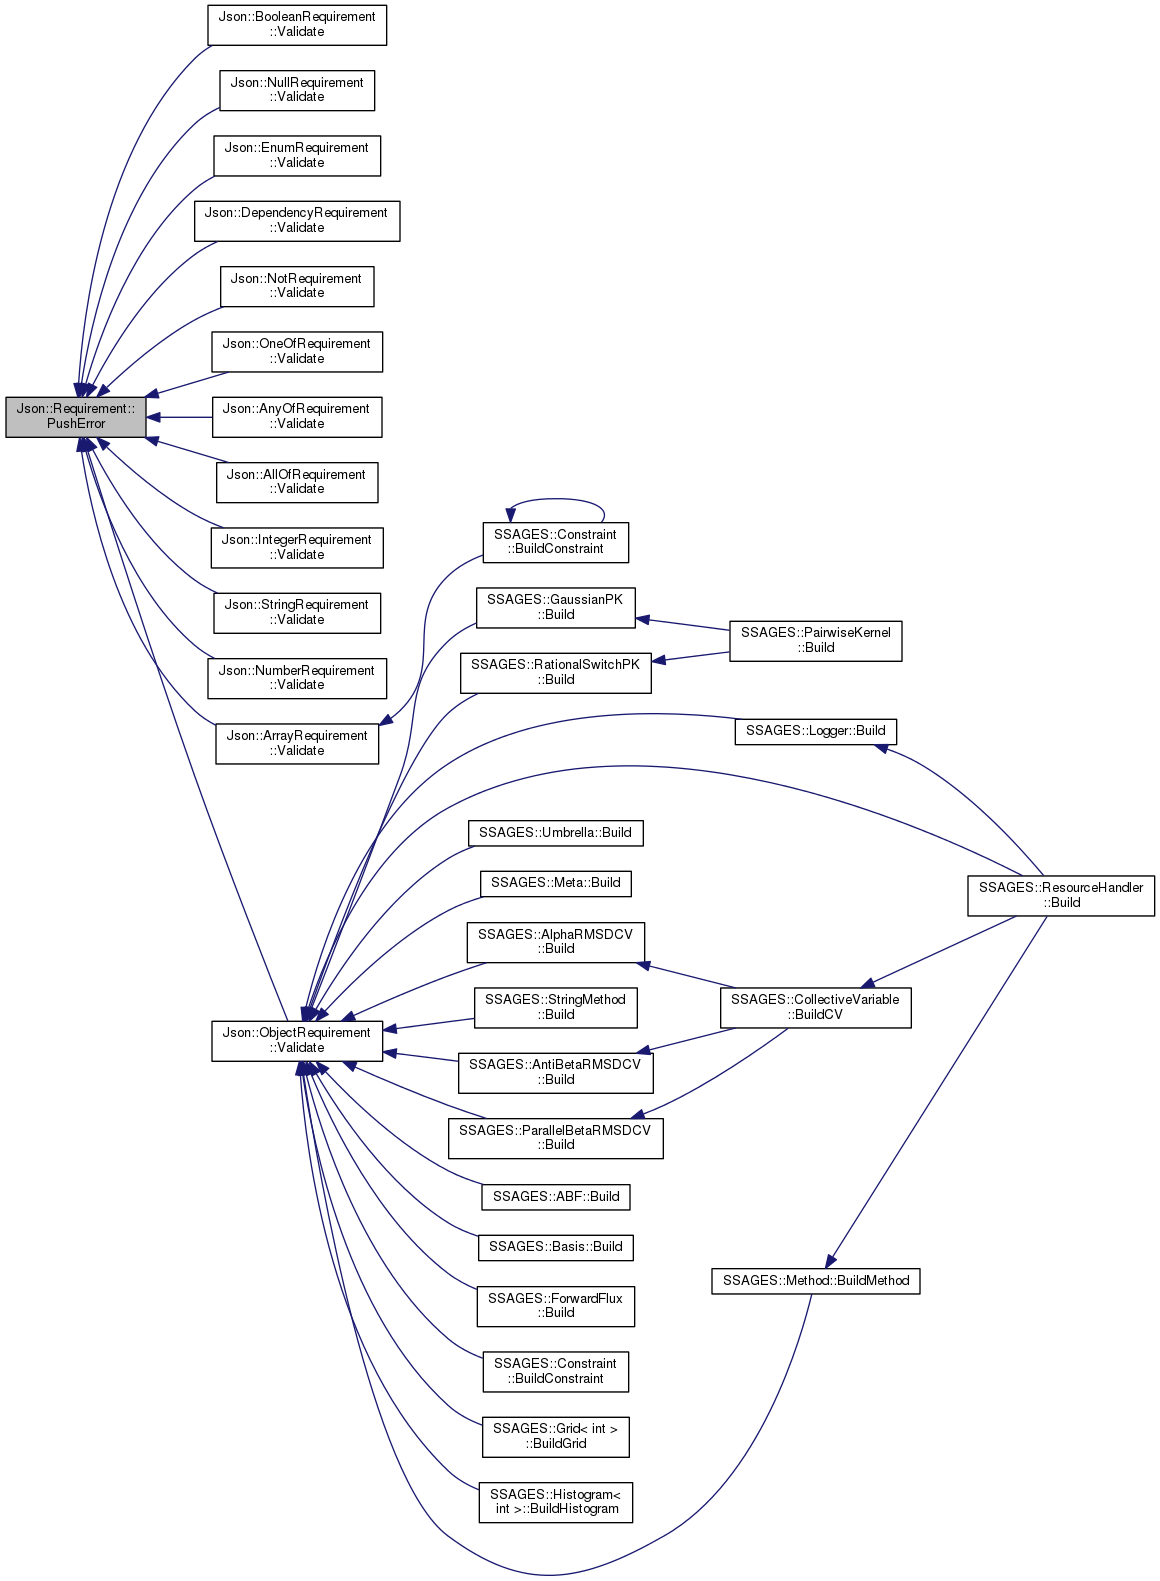 Json::BooleanRequirement
::Validate
Json::NullRequirement
::Validate
Json::EnumRequirement
::Validate
Json::DependencyRequirement
::Validate
Json::NotRequirement
::Validate
Json::OneOfRequirement
::Validate
Json::Requirement::
PushError
Json::AnyOfRequirement
::Validate
Json::AllOfRequirement
::Validate
Json::IntegerRequirement
::Validate
Json::StringRequirement
::Validate
Json::NumberRequirement
::Validate
Json::ArrayRequirement
::Validate
Json::ObjectRequirement
::Validate
SSAGES::Constraint
::BuildConstraint
SSAGES::GaussianPK
::Build
SSAGES::RationalSwitchPK
::Build
SSAGES::PairwiseKernel
::Build
SSAGES::Logger::Build
SSAGES::Umbrella::Build
SSAGES::Meta::Build
SSAGES::AlphaRMSDCV
::Build
SSAGES::StringMethod
::Build
SSAGES::AntiBetaRMSDCV
::Build
SSAGES::ParallelBetaRMSDCV
::Build
SSAGES::CollectiveVariable
::BuildCV
SSAGES::ResourceHandler
::Build
SSAGES::ABF::Build
SSAGES::Basis::Build
SSAGES::ForwardFlux
::Build
SSAGES::Method::BuildMethod
SSAGES::Constraint
::BuildConstraint
SSAGES::Grid< int >
::BuildGrid
SSAGES::Histogram<
int >::BuildHistogram